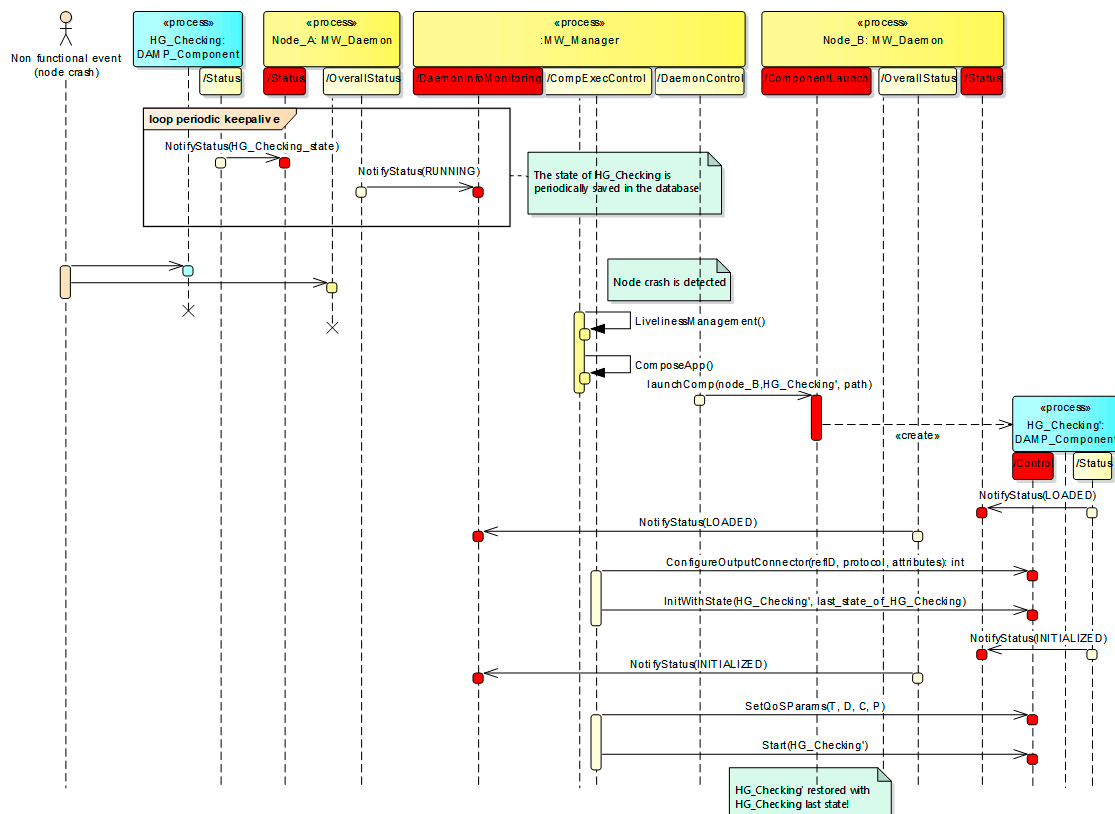 Non functional event
(node crash)
«process»
HG_Checking:
DAMP_Component
/Status
«process»
Node_A: MW_Daemon
/Status
/OverallStatus
«process»
:MW_Manager
/DaemonInfoMonitoring
/CompExecControl
/DaemonControl
«process»
Node_B: MW_Daemon
/ComponentLaunch
/OverallStatus
/Status
loop periodic keepalive
NotifyStatus(HG_Checking_state)
NotifyStatus(RUNNING)
The state of HG_Checking is
periodically saved in the database
Node crash is detected
LivelinessManagement()
ComposeApp()
launchComp(node_B,HG_Checking', path)
«create»
«process»
HG_Checking':
DAMP_Component
/Control
/Status
NotifyStatus(LOADED)
NotifyStatus(LOADED)
ConfigureOutputConnector(refID, protocol, attributes): int
InitWithState(HG_Checking', last_state_of_HG_Checking)
NotifyStatus(INITIALIZED)
NotifyStatus(INITIALIZED)
SetQoSParams(T, D, C, P)
Start(HG_Checking')
HG_Checking' restored with
HG_Checking last state!